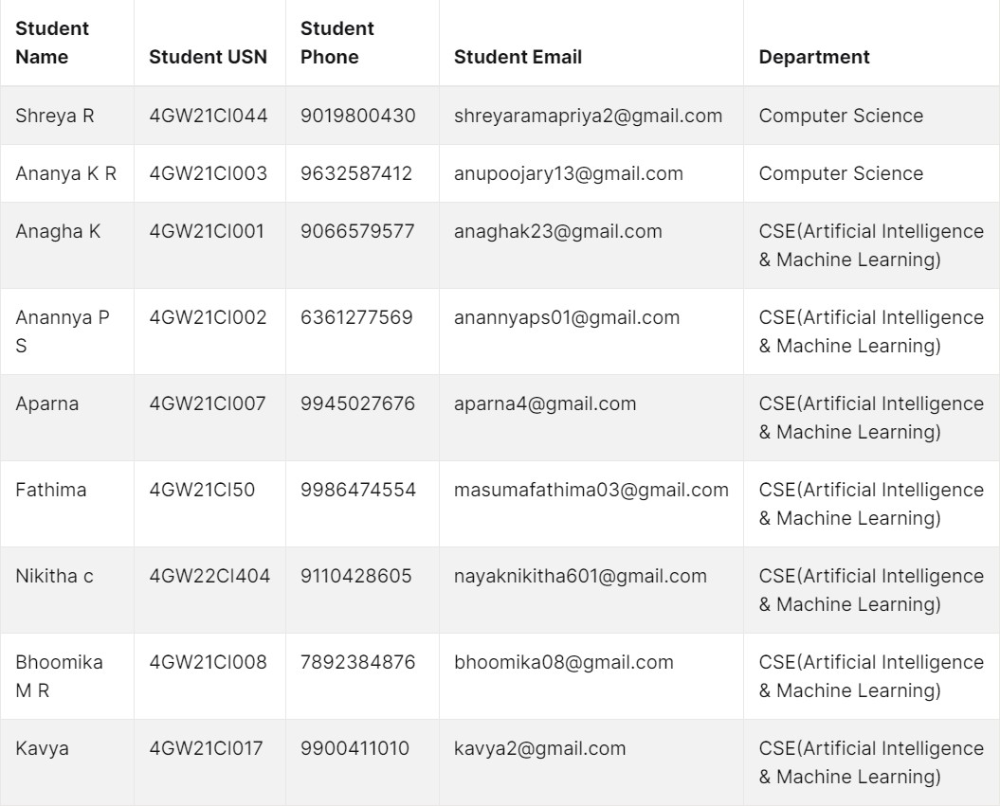 Student Name Student USN Student Phone Student Email Department
Shreya R 4GW21CI044 9019800430 shreyaramapriya2@gmail.com Computer Science
Ananya K R 4GW21CI003 9632587412 anupoojary13@gmail.com Computer Science
Anagha K 4GW21CI001 9066579577 anaghak23@gmail.com CSE(Artificial Intelligence
& Machine Learning)
Anannya P S 4GW21CI002 6361277569 anannyaps01@gmail.com CSE(Artificial Intelligence
& Machine Learning)
Aparna 4GW21CI007 9945027676 aparna4@gmail.com CSE(Artificial Intelligence
& Machine Learning)
Fathima 4GW21CI50 9986474554 masumafathima03@gmail.com CSE(Artificial Intelligence
& Machine Learning)
Nikitha c 4GW22CI404 9110428605 nayaknikitha601@gmail.com CSE(Artificial Intelligence
& Machine Learning)
Bhoomika M R 4GW21CI008 7892384876 bhoomika08@gmail.com CSE(Artificial Intelligence
& Machine Learning)
Kavya 4GW21CI017 9900411010 kavya2@gmail.com CSE(Artificial Intelligence
& Machine Learning)